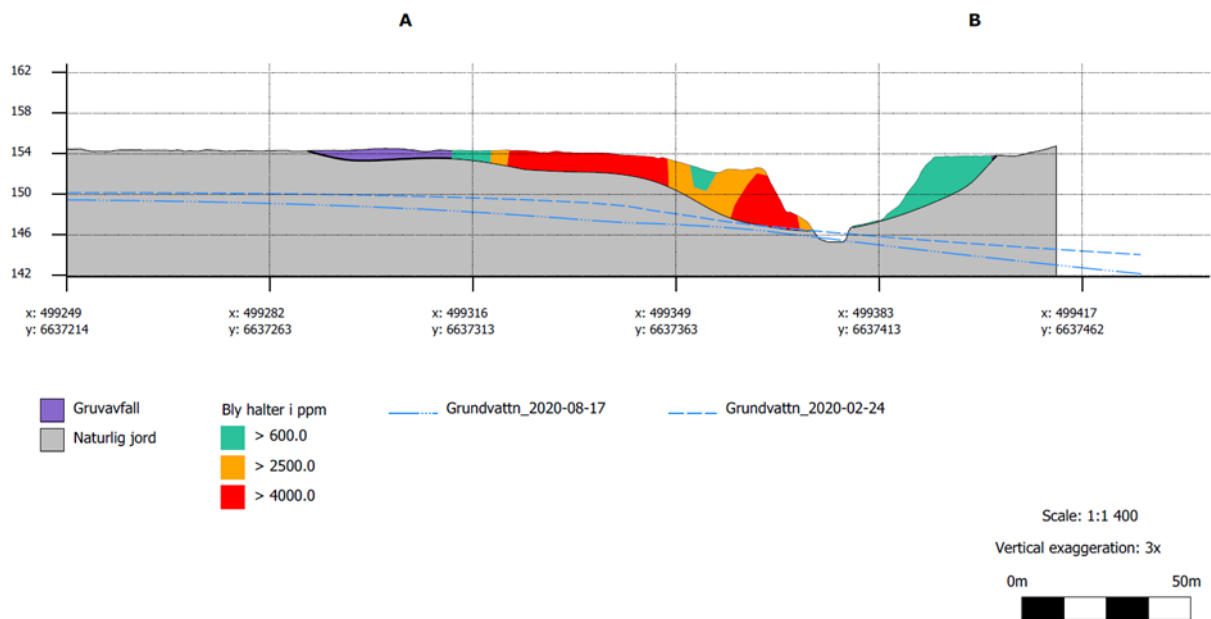 A B
162
158
154
150
146
142
x: 499249 x: 499282 x: 499316 x: 499349 x: 499383 x: 499417
y: 6637214 y: 6637263 y: 6637313 y: 6637363 y: 6637413 y: 6637462
Gruvavfall Bly halter i ppm Grundvattn_2020-08-17 Grundvattn_2020-02-24
Naturlig jord > 600.0
> 2500.0
> 4000.0
Scale: 1:1 400
Vertical exaggeration: 3x
0m 50m